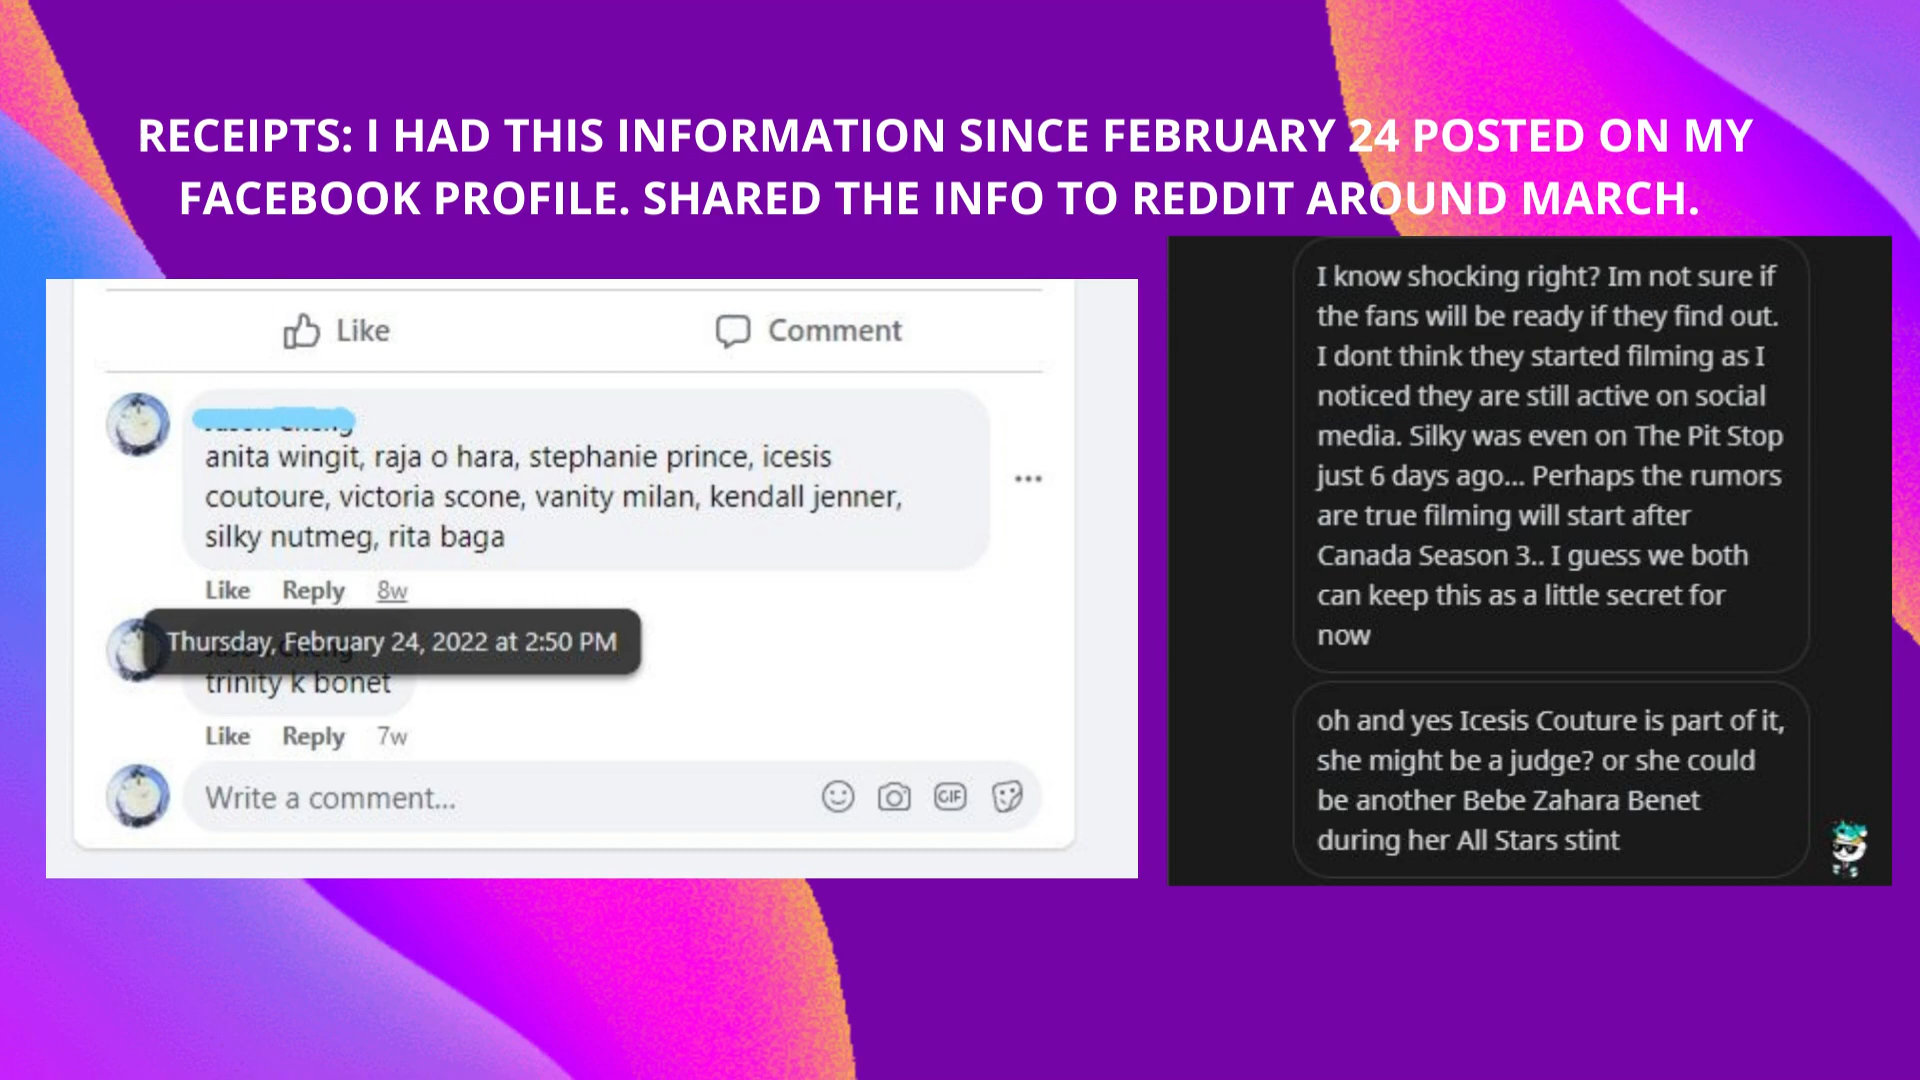 RECEIPTS: I HAD THIS INFORMATION SINCE FEBRUARY 24 POSTED ON MY
FACEBOOK PROFILE. SHARED THE INFO TO REDDIT AROUND MARCH.
Like
Comment
anita wingit, raja o hara, stephanie prince, icesis
coutoure, victoria scone, vanity milan, kendall jenner,
silky nutmeg, rita baga
Like Reply 8w
Thursday, February 24, 2022 at 2:50 PM
trinity k bonet
Like Reply 7w
Write a comment...
GIF
I know shocking right? Im not sure if
the fans will be ready if they find out.
I dont think they started filming as I
noticed they are still active on social
media. Silky was even on The Pit Stop
just 6 days ago... Perhaps the rumors
are true filming will start after
Canada Season 3.. I guess we both
can keep this as a little secret for
now
oh and yes Icesis Couture is part of it,
she might be a judge? or she could
be another Bebe Zahara Benet
during her All Stars stint